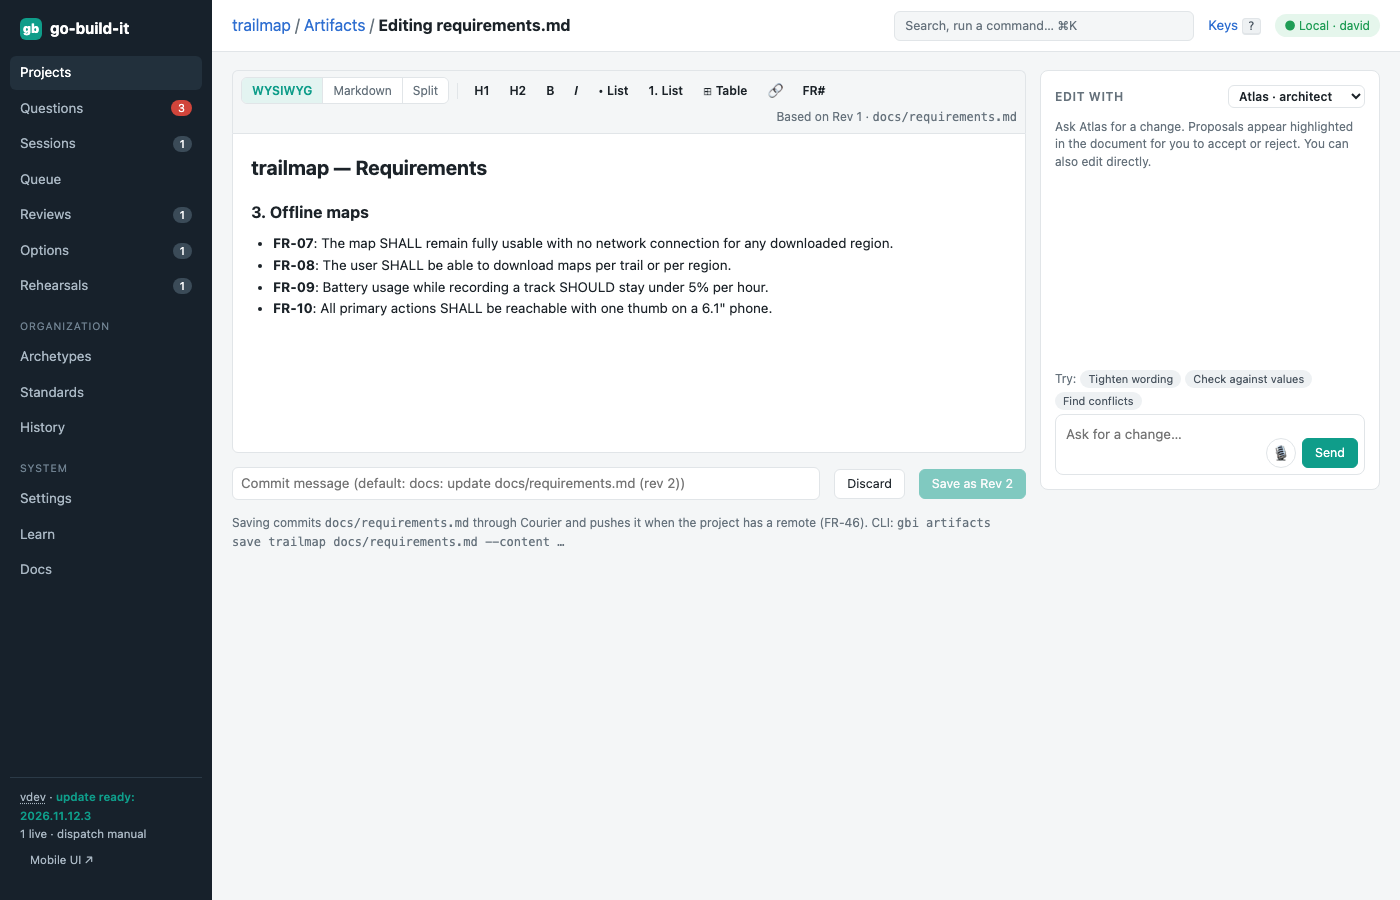 gb go-build-it
Projects
Questions 3
Sessions 1
Queue
Reviews 1
Options 1
Rehearsals 1
ORGANIZATION
Archetypes
Standards
History
SYSTEM
Settings
Learn
Docs
vdev · update ready:
2026.11.12.3
1 live · dispatch manual
Mobile UI ↗
trailmap / Artifacts / Editing requirements.md
Search, run a command... ⌘K
Keys ?
Local · david
WYSIWYG Markdown Split H1 H2 B I • List 1. List ⊞ Table 🔗 FR#
Based on Rev 1 · docs/requirements.md
trailmap — Requirements
3. Offline maps
• FR-07: The map SHALL remain fully usable with no network connection for any downloaded region.
• FR-08: The user SHALL be able to download maps per trail or per region.
• FR-09: Battery usage while recording a track SHOULD stay under 5% per hour.
• FR-10: All primary actions SHALL be reachable with one thumb on a 6.1" phone.
Commit message (default: docs: update docs/requirements.md (rev 2))
Discard
Save as Rev 2
Saving commits docs/requirements.md through Courier and pushes it when the project has a remote (FR-46). CLI: gbi artifacts
save trailmap docs/requirements.md --content …
EDIT WITH
Atlas · architect
Ask Atlas for a change. Proposals appear highlighted
in the document for you to accept or reject. You can
also edit directly.
Try: Tighten wording Check against values
Find conflicts
Ask for a change...
Send